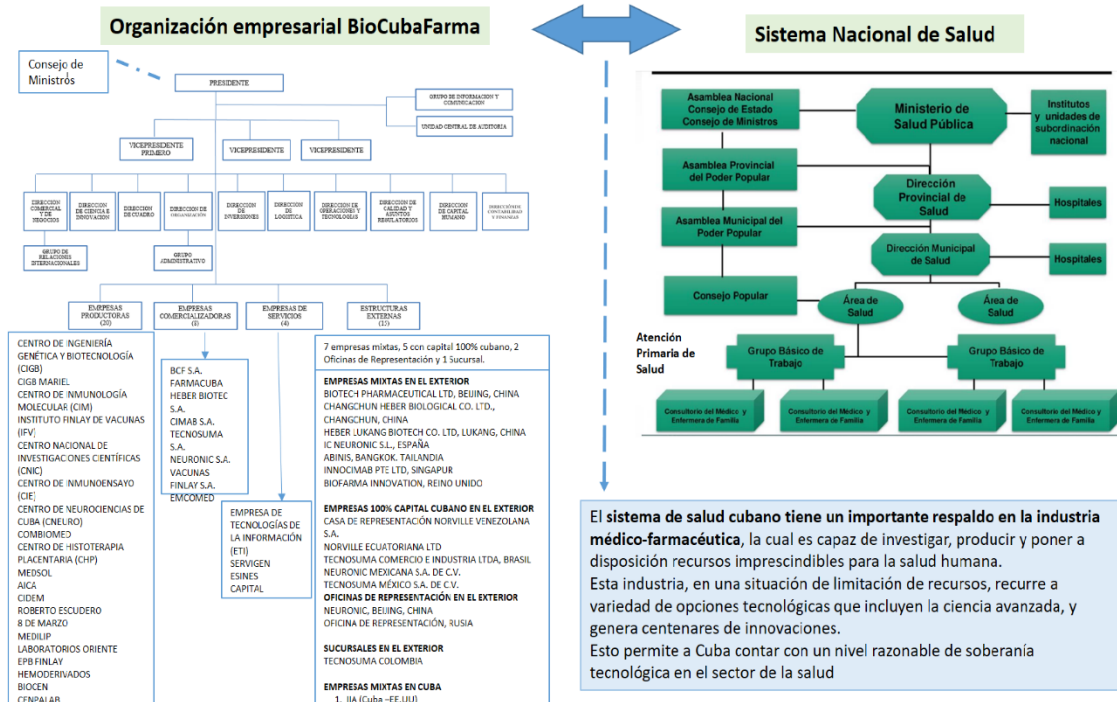 Organización empresarial BioCubaFarma
Sistema Nacional de Salud
Consejo de
Ministros
PRESIDENTE
GRUPO DE INFORMACION Y
COMUNICACIÓN
UNIDAD CENTRAL DE AUDITORIA
VICEPRESIDENTE
PRIMERO
VICEPRESIDENTE
VICEPRESIDENTE
DIRECCION
COMERCIAL
Y DE
NEGOCIOS
DIRECCION
DE CIENCIA E
INNOVACION
DIRECCION
DE CUADRO
DIRECCION DE
ORGANIZACIÓN
DIRECCION
DE
INVERSIONES
DIRECCION
DE
LOGISTICA
DIRECCION DE
OPERACIONES Y
TECNOLOGIAS
DIRECCION DE
CALIDAD Y
ASUNTOS
REGULATORIOS
DIRECCION
DE CAPITAL
HUMANO
DIRECCIÓN DE
CONTABILIDAD
Y FINANZAS
GRUPO DE
RELACIONES
INTERNACIONALES
GRUPO
ADMINISTRATIVO
EMPRESAS
PRODUCTORAS
(20)
EMPRESAS
COMERCIALIZADORAS
EMPRESAS DE
SERVICIOS
(4)
ESTRUCTURAS
EXTERNAS
(15)
CENTRO DE INGENIERÍA
GENÉTICA Y BIOTECNOLOGÍA
(CIGB)
CIGB MARIEL
CENTRO DE INMUNOLOGÍA
MOLECULAR (CIM)
INSTITUTO FINLAY DE VACUNAS
(IFV)
CENTRO NACIONAL DE
INVESTIGACIONES CIENTÍFICAS
(CNIC)
CENTRO DE INMUNOENSAYO
(CIE)
CENTRO DE NEUROCIENCIAS DE
CUBA (CNEURO)
COMBIOMED
CENTRO DE HISTOTERAPIA
PLACENTARIA (CHP)
MEDSOL
AICA
CIDEM
ROBERTO ESCUDERO
8 DE MARZO
MEDILIP
LABORATORIOS ORIENTE
EPB FINLAY
HEMODERIVADOS
BIOCEN
CENPALAB
BCF S.A.
FARMACUBA
HEBER BIOTEC
S.A.
CIMAB S.A.
TECNOSUMA
S.A.
NEURONIC S.A.
VACUNAS
FINLAY S.A.
EMCOMED
EMPRESA DE
TECNOLOGÍAS DE
LA INFORMACIÓN
(ETI)
SERVIGEN
ESINES
CAPITAL
7 empresas mixtas, 5 con capital 100% cubano, 2
Oficinas de Representación y 1 Sucursal.
EMPRESAS MIXTAS EN EL EXTERIOR
BIOTECH PHARMACEUTICAL LTD, BEIJING, CHINA
CHANGCHUN HEBER BIOLOGICAL CO. LTD.,
CHANGCHUN, CHINA
HEBER LUKANG BIOTECH CO. LTD, LUKANG, CHINA
IC NEURONIC S.L., ESPAÑA
ABINIS, BANGKOK. TAILANDIA
INNOCIMAB PTE LTD, SINGAPUR
BIOFARMA INNOVATION, REINO UNIDO
EMPRESAS 100% CAPITAL CUBANO EN EL EXTERIOR
CASA DE REPRESENTACIÓN NORVILLE VENEZOLANA
S.A.
NORVILLE ECUATORIANA LTD
TECNOSUMA COMERCIO E INDUSTRIA LTDA, BRASIL
NEURONIC MEXICANA S.A. DE C.V.
TECNOSUMA MÉXICO S.A. DE C.V.
OFICINAS DE REPRESENTACIÓN EN EL EXTERIOR
NEURONIC, BEIJING, CHINA
OFICINA DE REPRESENTACIÓN, RUSIA
SUCURSALES EN EL EXTERIOR
TECNOSUMA COLOMBIA
EMPRESAS MIXTAS EN CUBA
1. IIA (Cuba –EE.UU)
Asamblea Nacional
Consejo de Estado
Consejo de Ministros
Ministerio de
Salud Pública
Institutos
y unidades de
subordinación
nacional
Asamblea Provincial
del Poder Popular
Dirección
Provincial de
Salud
Hospitales
Asamblea Municipal del
Poder Popular
Dirección Municipal
de Salud
Hospitales
Consejo Popular
Área de
Salud
Área de
Salud
Atención
Primaria de
Salud
Grupo Básico de
Trabajo
Grupo Básico de
Trabajo
Consultorio del Médico y
Enfermera de Familia
Consultorio del Médico y
Enfermera de Familia
Consultorio del Médico y
Enfermera de Familia
Consultorio del Médico y
Enfermera de Familia
El sistema de salud cubano tiene un importante respaldo en la industria
médico-farmacéutica, la cual es capaz de investigar, producir y poner a
disposición recursos imprescindibles para la salud humana.
Esta industria, en una situación de limitación de recursos, recurre a
variedad de opciones tecnológicas que incluyen la ciencia avanzada, y
genera centenares de innovaciones.
Esto permite a Cuba contar con un nivel razonable de soberanía
tecnológica en el sector de la salud